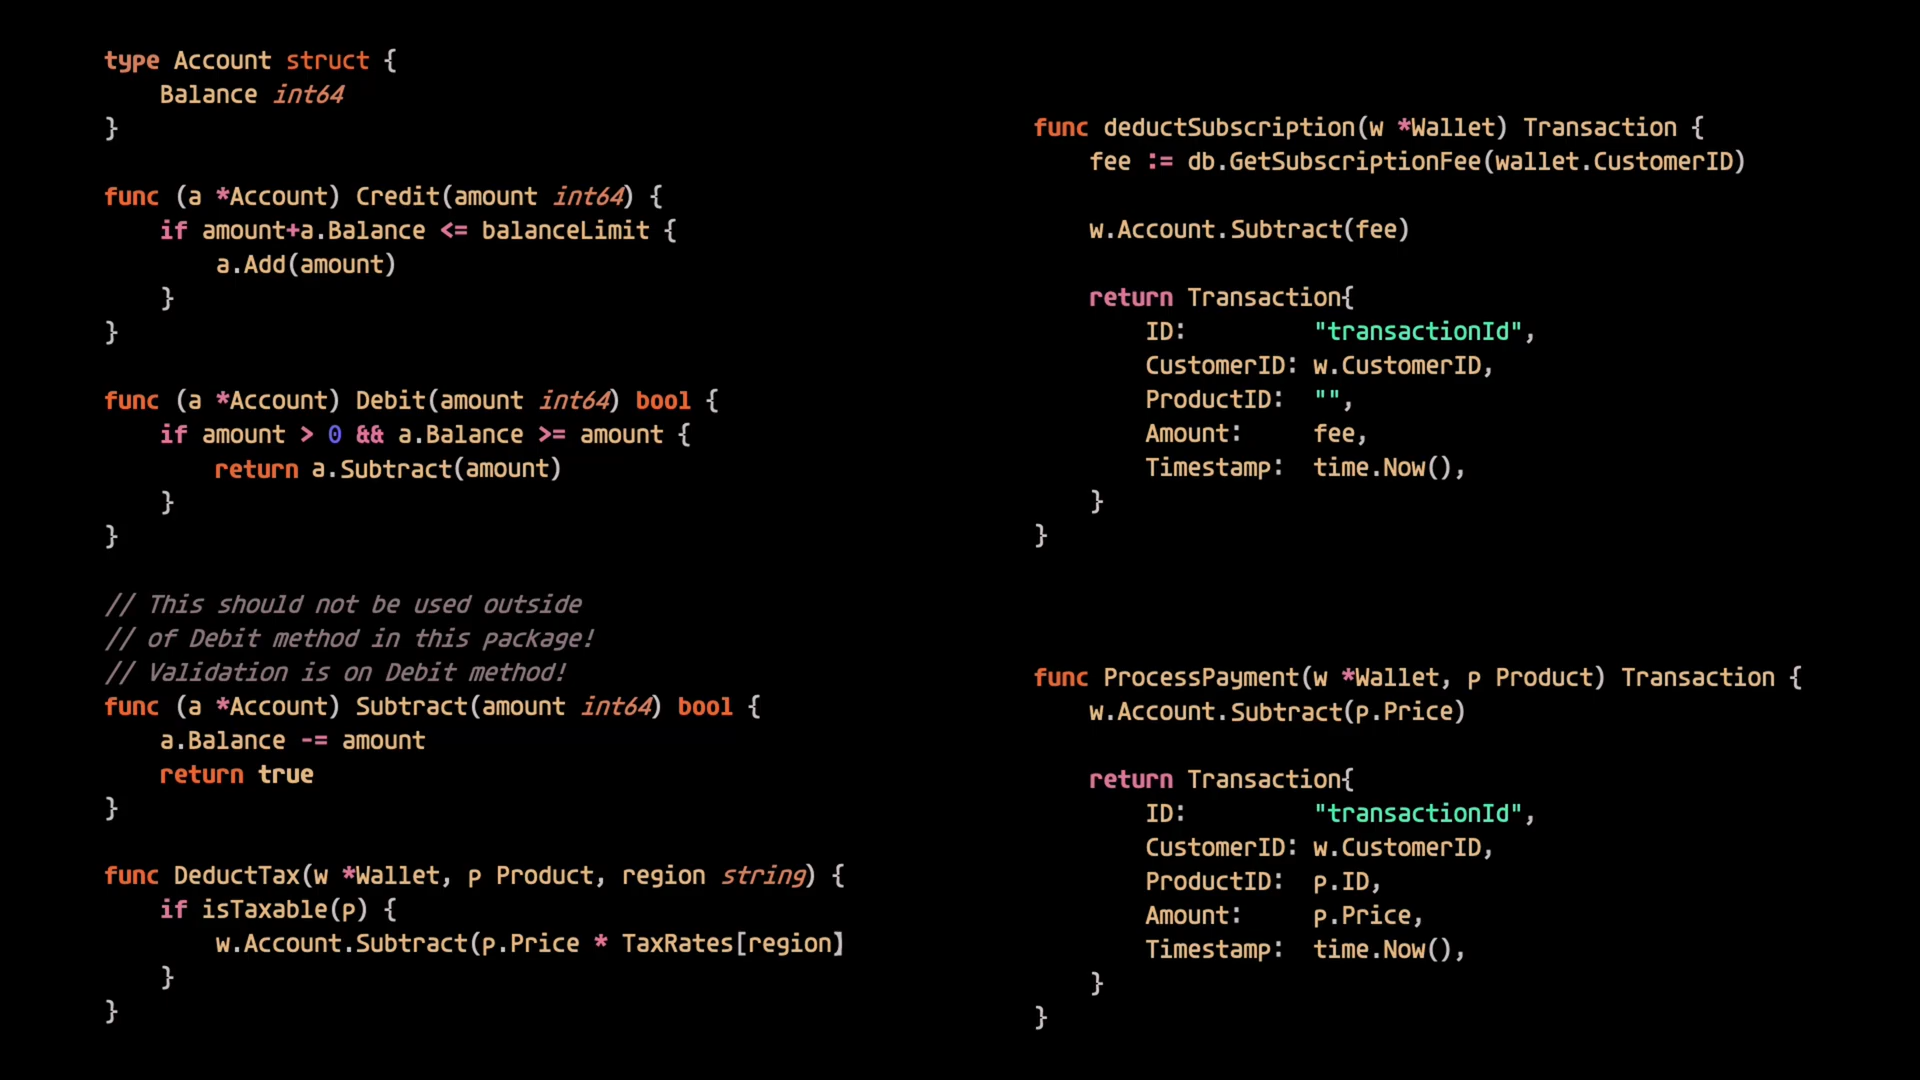 type Account struct {
    Balance int64
}

func (a *Account) Credit(amount int64) {
    if amount+a.Balance <= balanceLimit {
        a.Add(amount)
    }
}

func (a *Account) Debit(amount int64) bool {
    if amount > 0 && a.Balance >= amount {
        return a.Subtract(amount)
    }
}

// This should not be used outside
// of Debit method in this package!
// Validation is on Debit method!
func (a *Account) Subtract(amount int64) bool {
    a.Balance -= amount
    return true
}

func DeductTax(w *Wallet, p Product, region string) {
    if isTaxable(p) {
        w.Account.Subtract(p.Price * TaxRates[region]
    }
}

func deductSubscription(w *Wallet) Transaction {
    fee := db.GetSubscriptionFee(wallet.CustomerID)

    w.Account.Subtract(fee)

    return Transaction{
        ID:         "transactionId",
        CustomerID: w.CustomerID,
        ProductID:  "",
        Amount:     fee,
        Timestamp:  time.Now(),
    }
}

func ProcessPayment(w *Wallet, p Product) Transaction {
    w.Account.Subtract(p.Price)

    return Transaction{
        ID:         "transactionId",
        CustomerID: w.CustomerID,
        ProductID:  p.ID,
        Amount:     p.Price,
        Timestamp:  time.Now(),
    }
}